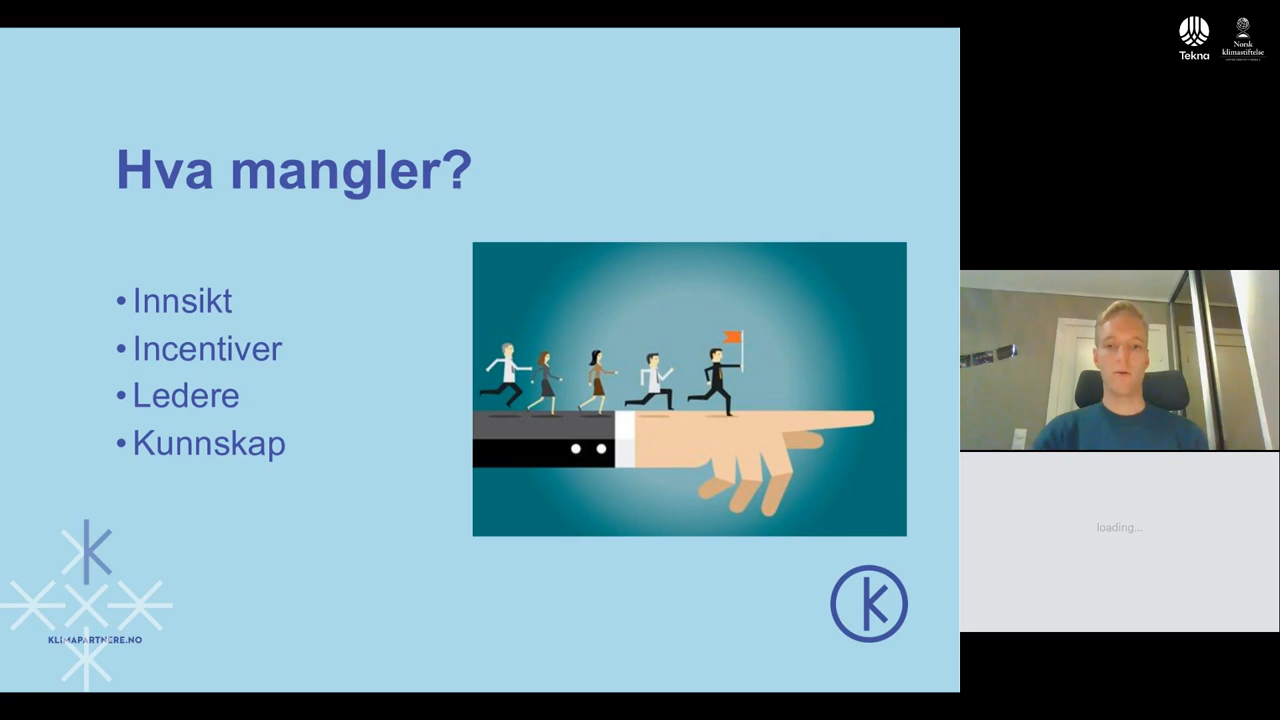 Hva mangler?
• Innsikt
• Incentiver
• Ledere
• Kunnskap
KLIMAPARTNERE.NO
Tekna
Norsk
klimastiftelse
loading...